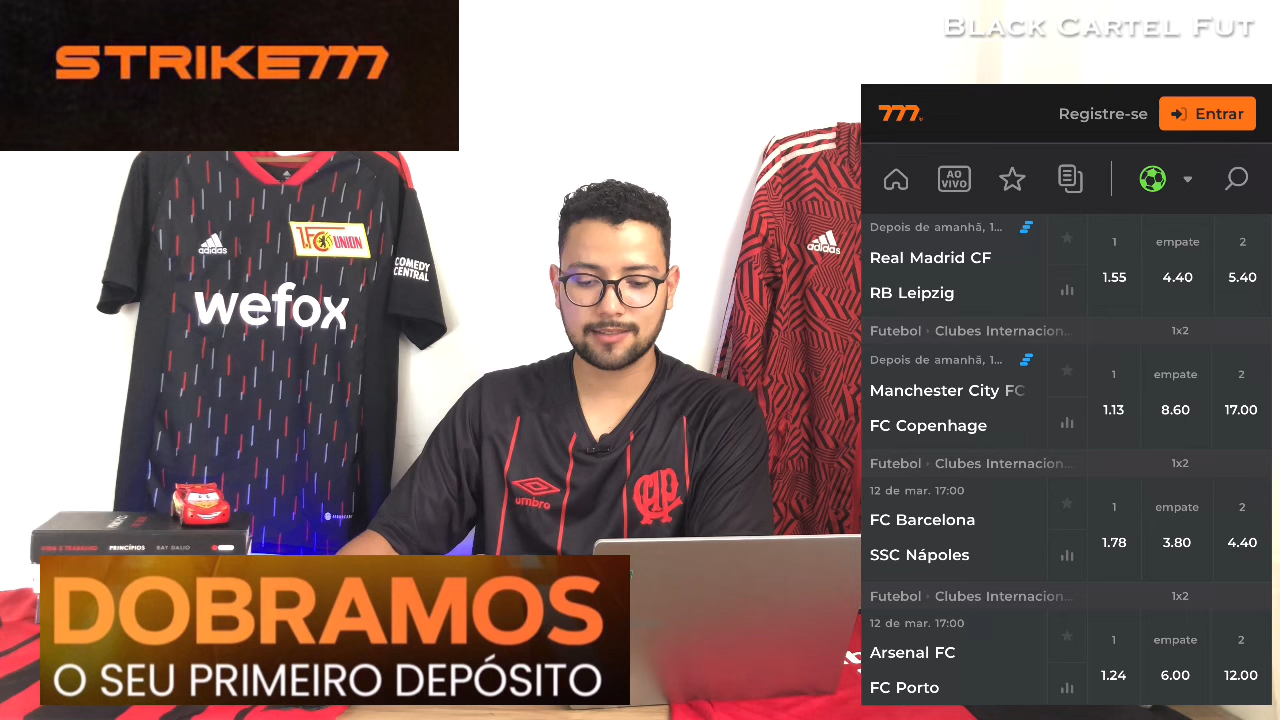 STRIKE777
BLACK CARTEL FUT
777
Registre-se
Entrar
AO VIVO
Depois de amanhã, 1...
1 empate 2
Real Madrid CF
1.55 4.40 5.40
RB Leipzig
Futebol Clubes Internacion... 1x2
Depois de amanhã, 1...
1 empate 2
Manchester City FC
1.13 8.60 17.00
FC Copenhage
Futebol Clubes Internacion... 1x2
12 de mar. 17:00
1 empate 2
FC Barcelona
1.78 3.80 4.40
SSC Nápoles
Futebol Clubes Internacion... 1x2
12 de mar. 17:00
1 empate 2
Arsenal FC
1.24 6.00 12.00
FC Porto
adidas
1.FC UNION
COMEDY
CENTRAL
wefox
adidas
umbro
CAP
PRINCÍPIOS RAY DALIO
DOBRAMOS
O SEU PRIMEIRO DEPÓSITO